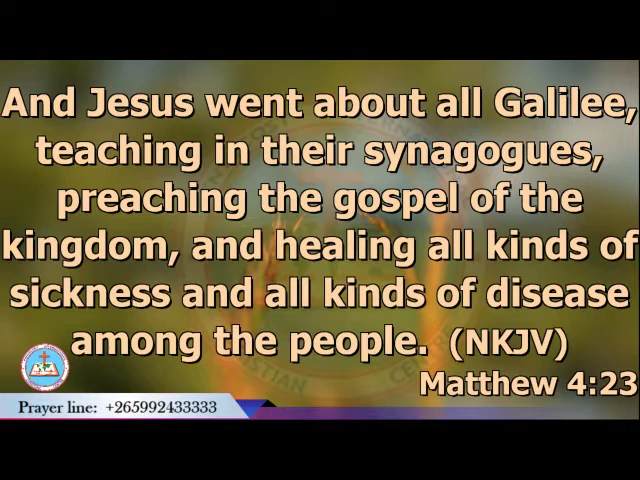 And Jesus went about all Galilee,
teaching in their synagogues,
preaching the gospel of the
kingdom, and healing all kinds of
sickness and all kinds of disease
among the people. (NKJV)
Matthew 4:23
Prayer line: +265992433333